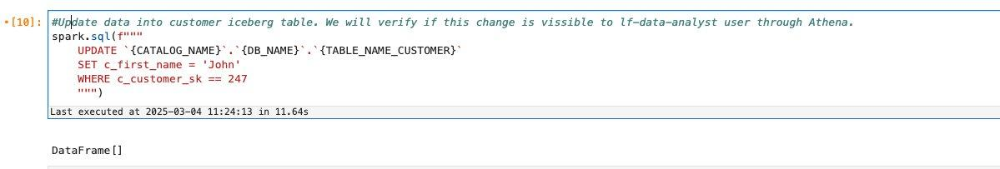 •[10]: #Update data into customer iceberg table. We will verify if this change is vissible to lf-data-analyst user through Athena.
spark.sql(f"""
    UPDATE `{CATALOG_NAME}`.`{DB_NAME}`.`{TABLE_NAME_CUSTOMER}`
    SET c_first_name = 'John'
    WHERE c_customer_sk == 247
    """)
Last executed at 2025-03-04 11:24:13 in 11.64s
DataFrame[]